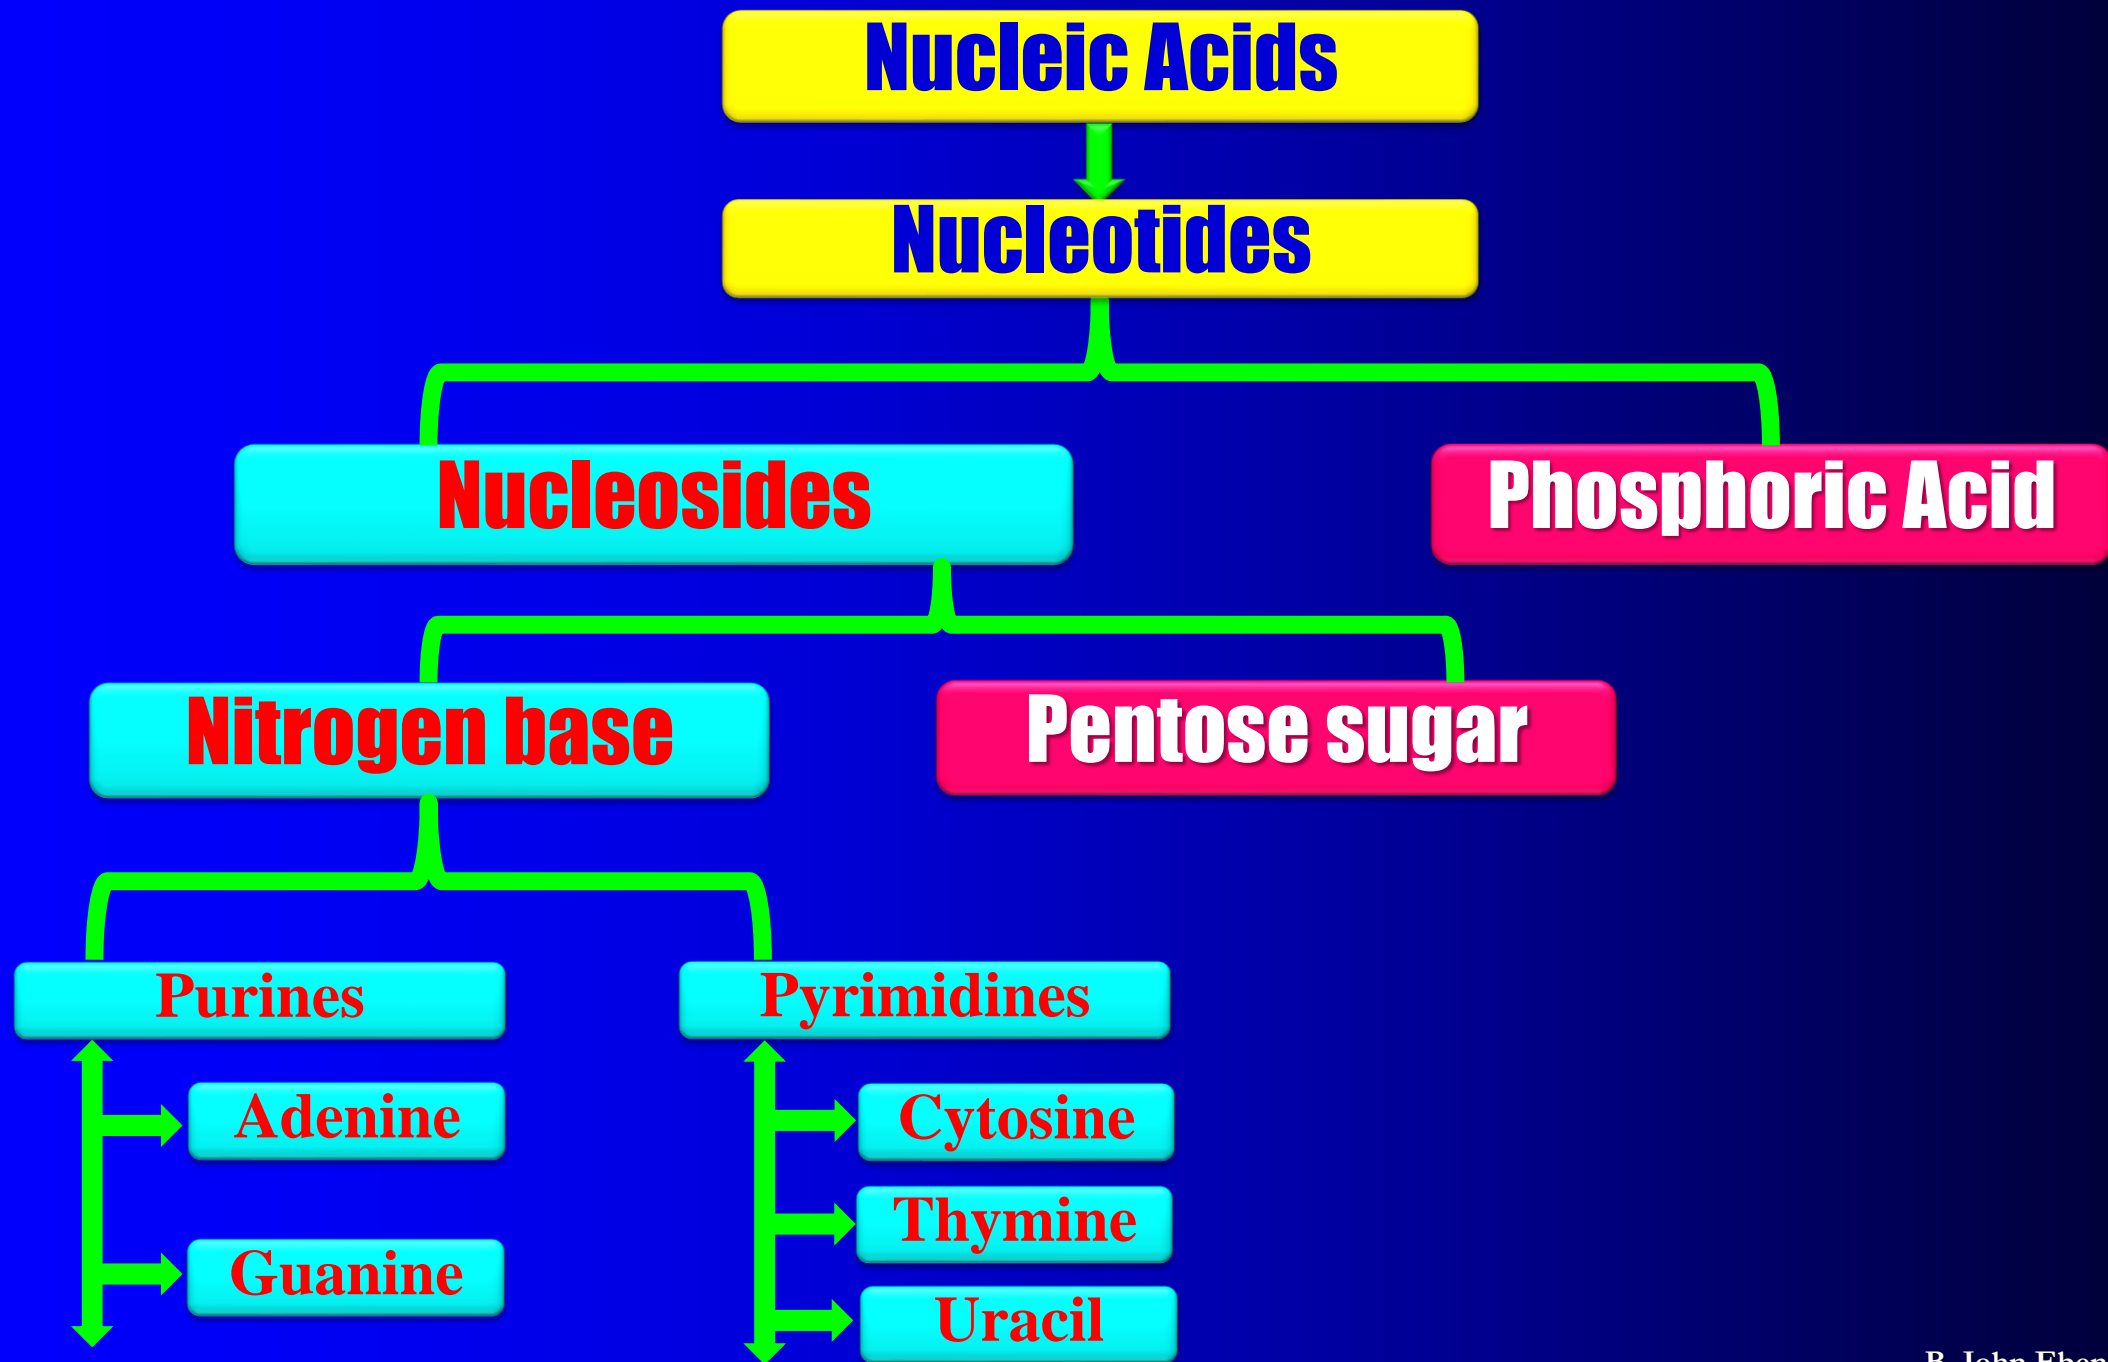 Nucleic Acids
Nucleotides
Nucleosides
Phosphoric Acid
Nitrogen base
Pentose sugar
Purines
Pyrimidines
Adenine
Cytosine
Thymine
Guanine
Uracil